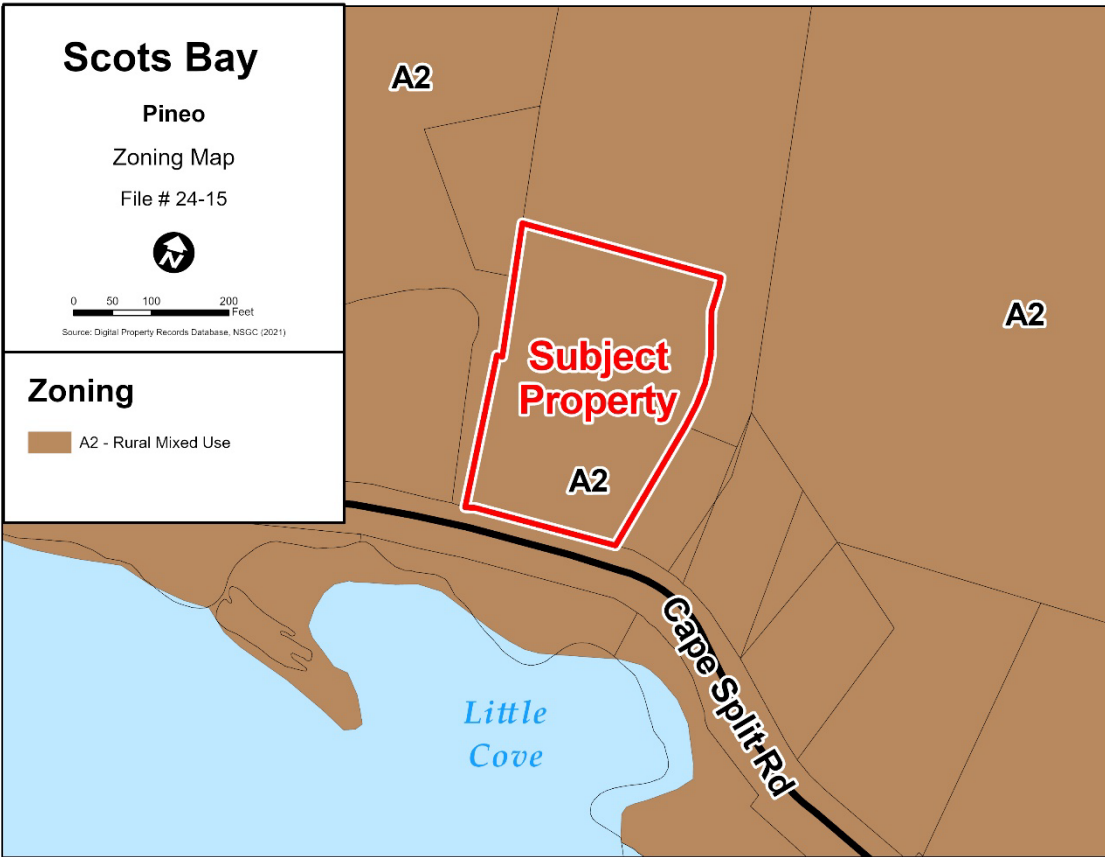 Scots Bay
Pineo
Zoning Map
File # 24-15
N
0 50 100 200
Feet
Source: Digital Property Records Database, NSGC (2021)
Zoning
A2 - Rural Mixed Use
A2
A2
Subject
Property
A2
Cape Split Rd
Little
Cove